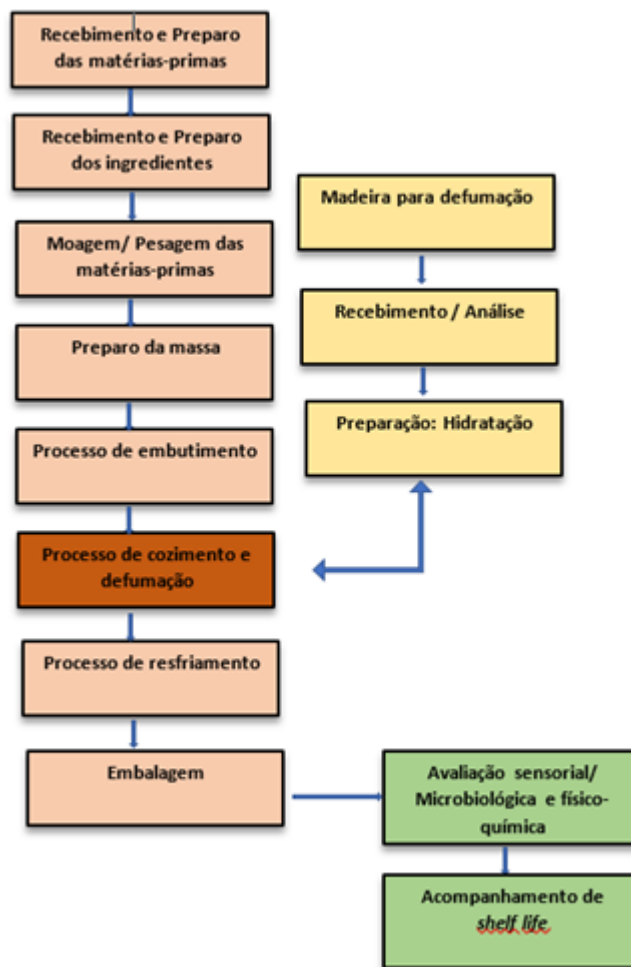 Recebimento e Preparo
das matérias-primas
Recebimento e Preparo
dos ingredientes
Moagem/ Pesagem das
matérias-primas
Preparo da massa
Processo de embutimento
Processo de cozimento e
defumação
Processo de resfriamento
Embalagem
Madeira para defumação
Recebimento / Análise
Preparação: Hidratação
Avaliação sensorial/
Microbiológica e físico-
química
Acompanhamento de
shelf life